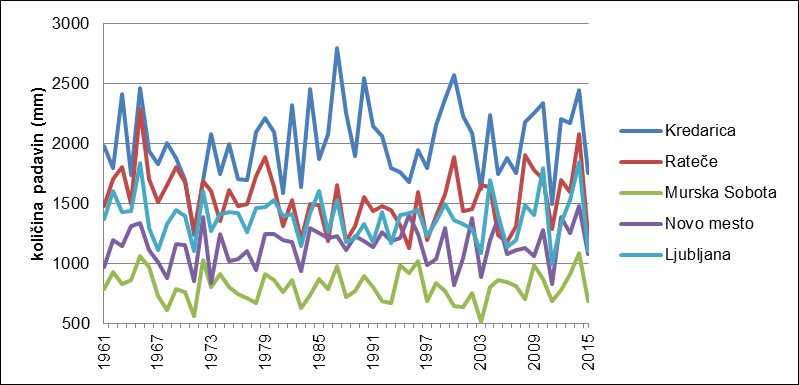 3000
2500
2000
1500
1000
500
količina padavin (mm)
1961
1967
1973
1979
1985
1991
1997
2003
2009
2015
Kredarica
Rateče
Murska Sobota
Novo mesto
Ljubljana